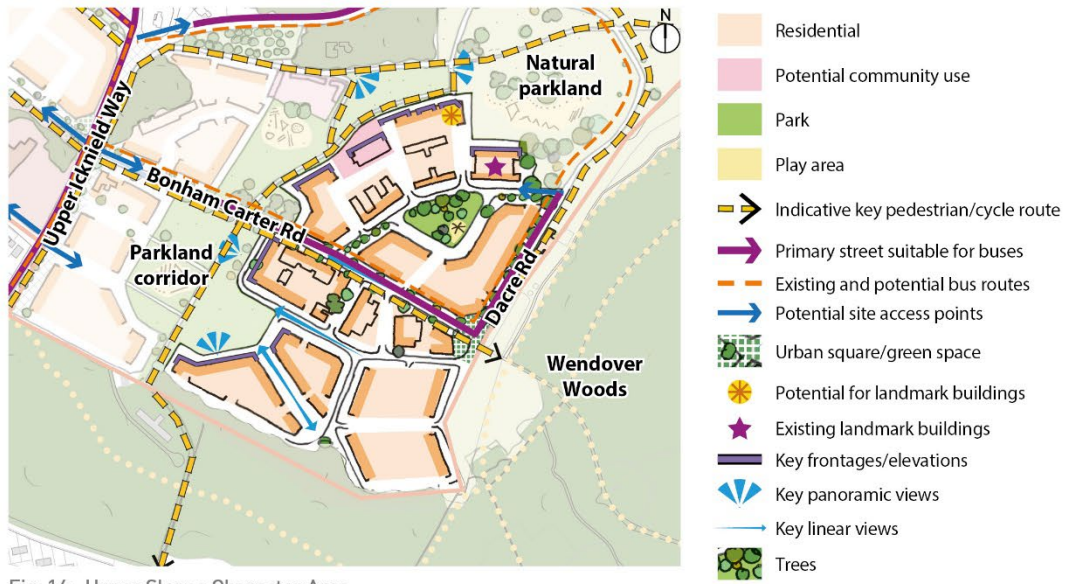 N
Natural
parkland
Upper Icknield Way
Bonham Carter Rd
Parkland
corridor
Dacre Rd
Wendover
Woods
Residential
Potential community use
Park
Play area
Indicative key pedestrian/cycle route
Primary street suitable for buses
Existing and potential bus routes
Potential site access points
Urban square/green space
Potential for landmark buildings
Existing landmark buildings
Key frontages/elevations
Key panoramic views
Key linear views
Trees